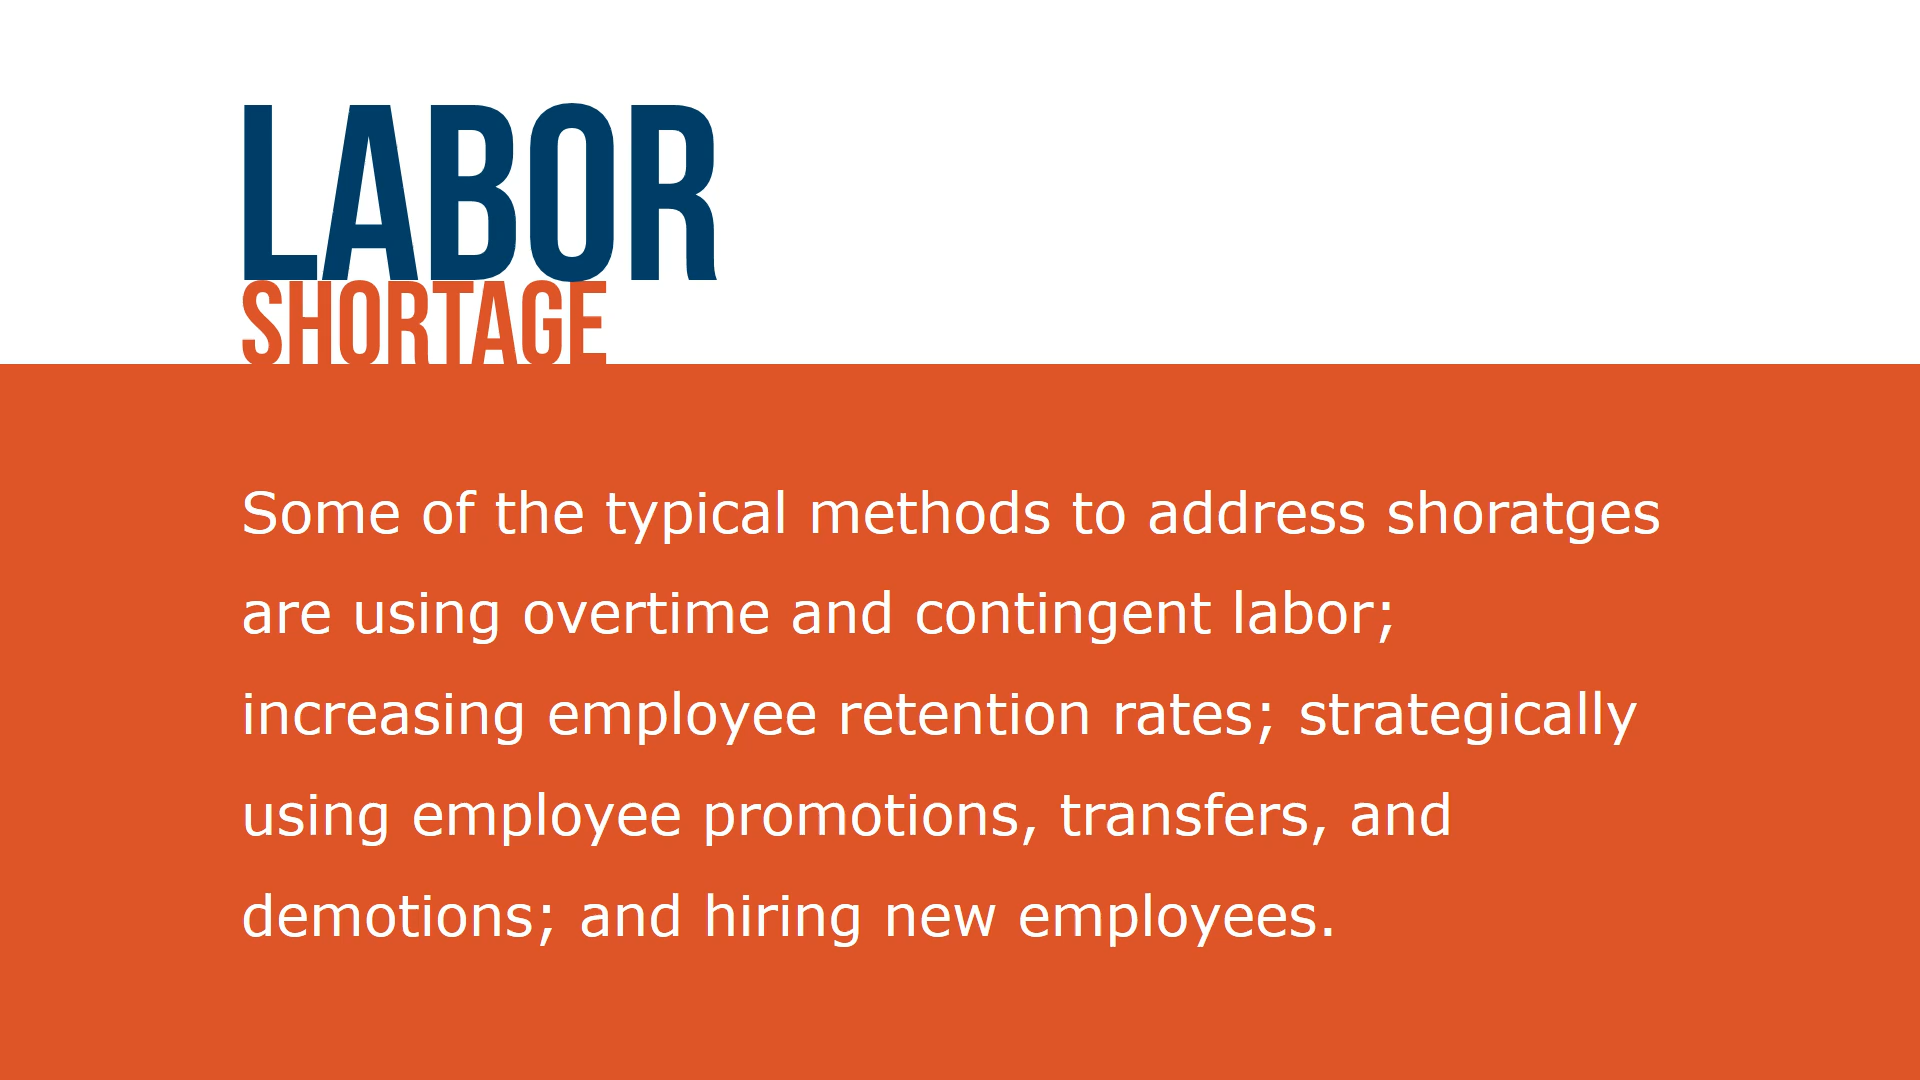 LABOR
SHORTAGE
Some of the typical methods to address shoratges
are using overtime and contingent labor;
increasing employee retention rates; strategically
using employee promotions, transfers, and
demotions; and hiring new employees.